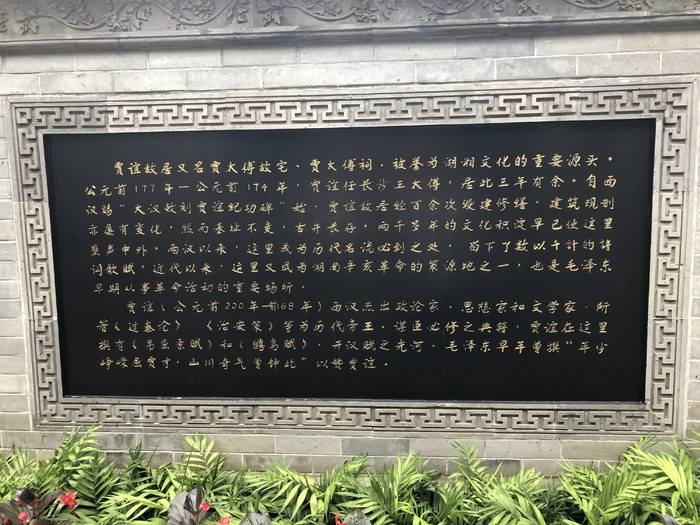 贾谊故居又名贾太傅故宅、贾太傅祠，被誉为湖湘文化的重要源头。
公元前177年—公元前174年，贾谊任长沙王太傅，居此三年有余。自西
汉赐“大汉敕刻贾谊纪功碑”始，贾谊故居经百余次疑建修缮，建筑规制
亦屡有变化，然而基址不变，古井长存，两千多年的文化积淀早已使这里
蜚声中外，两汉以来，这里成为历代名流必到之处，留下了数以千计的诗
词歌赋，近代以来，这里又成为湖南辛亥革命的策源地之一，也是毛泽东
早期从事革命活动的重要场所。
贾谊（公元前200年—前168年）西汉杰出政论家、思想家和文学家，所
著《过秦论》《治安策》等为历代帝王、谋臣必修之典籍，贾谊在这里
撰有《吊屈原赋》和《鵩鸟赋》，开汉赋之先河。毛泽东早年曾撰“年少
峥嵘屈贾才，山川奇气曾钟此”以赞贾谊。